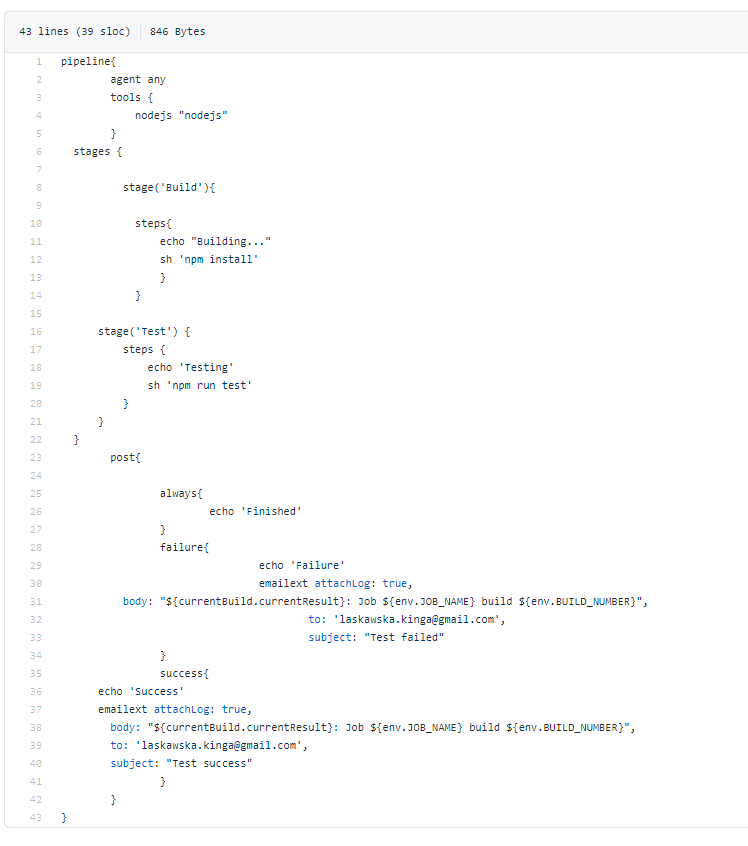 43 lines (39 sloc) 846 Bytes
1 pipeline{
2 agent any
3 tools {
4 nodejs "nodejs"
5 }
6 stages {
7
8 stage('Build'){
9
10 steps{
11 echo "Building..."
12 sh 'npm install'
13 }
14 }
15
16 stage('Test') {
17 steps {
18 echo 'Testing'
19 sh 'npm run test'
20 }
21 }
22 }
23 post{
24
25 always{
26 echo 'Finished'
27 }
28 failure{
29 echo 'Failure'
30 emailext attachLog: true,
31 body: "${currentBuild.currentResult}: Job ${env.JOB_NAME} build ${env.BUILD_NUMBER}",
32 to: 'laskawska.kinga@gmail.com',
33 subject: "Test failed"
34 }
35 success{
36 echo 'Success'
37 emailext attachLog: true,
38 body: "${currentBuild.currentResult}: Job ${env.JOB_NAME} build ${env.BUILD_NUMBER}",
39 to: 'laskawska.kinga@gmail.com',
40 subject: "Test success"
41 }
42 }
43 }